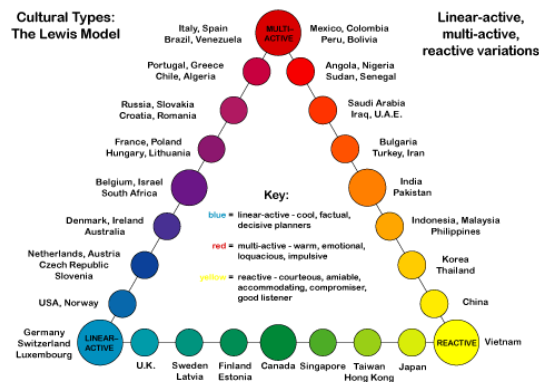 Cultural Types:
The Lewis Model
Linear-active,
multi-active,
reactive variations
MULTI-
ACTIVE
Italy, Spain
Brazil, Venezuela
Mexico, Colombia
Peru, Bolivia
Portugal, Greece
Chile, Algeria
Angola, Nigeria
Sudan, Senegal
Russia, Slovakia
Croatia, Romania
Saudi Arabia
Iraq, U.A.E.
France, Poland
Hungary, Lithuania
Bulgaria
Turkey, Iran
Belgium, Israel
South Africa
India
Pakistan
Key:
blue = linear-active - cool, factual,
decisive planners
red = multi-active - warm, emotional,
loquacious, impulsive
yellow = reactive - courteous, amiable,
accommodating, compromiser,
good listener
Denmark, Ireland
Australia
Indonesia, Malaysia
Philippines
Netherlands, Austria
Czech Republic
Slovenia
Korea
Thailand
USA, Norway
China
Germany
Switzerland
Luxembourg
LINEAR-
ACTIVE
U.K.
Sweden
Latvia
Finland
Estonia
Canada
Singapore
Taiwan
Hong Kong
Japan
REACTIVE
Vietnam